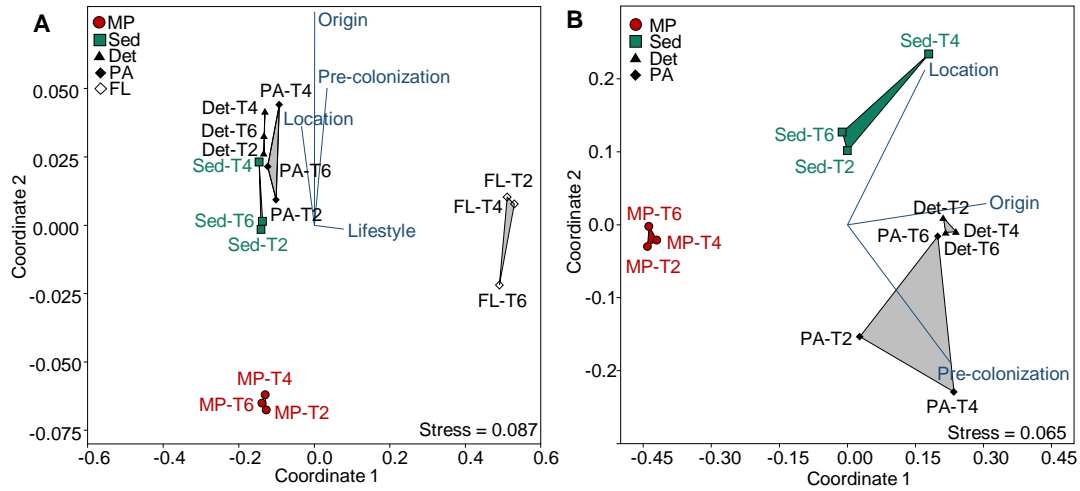 A
MP
Sed
Det
PA
FL
Origin
Pre-colonization
Location
Lifestyle
Det-T4
Det-T6
Det-T2
Sed-T4
Sed-T6
Sed-T2
PA-T4
PA-T6
PA-T2
FL-T2
FL-T4
FL-T6
MP-T4
MP-T6
MP-T2
Stress = 0.087
0.050
0.025
0.000
-0.025
-0.050
-0.075
Coordinate 2
-0.6
-0.4
-0.2
0.0
0.2
0.4
0.6
Coordinate 1
B
MP
Sed
Det
PA
Sed-T4
Location
Sed-T6
Sed-T2
Origin
Det-T2
Det-T4
Det-T6
PA-T6
PA-T2
Pre-colonization
PA-T4
MP-T6
MP-T4
MP-T2
Stress = 0.065
0.2
0.1
0.0
-0.1
-0.2
Coordinate 2
-0.45
-0.30
-0.15
0.00
0.15
0.30
0.45
Coordinate 1